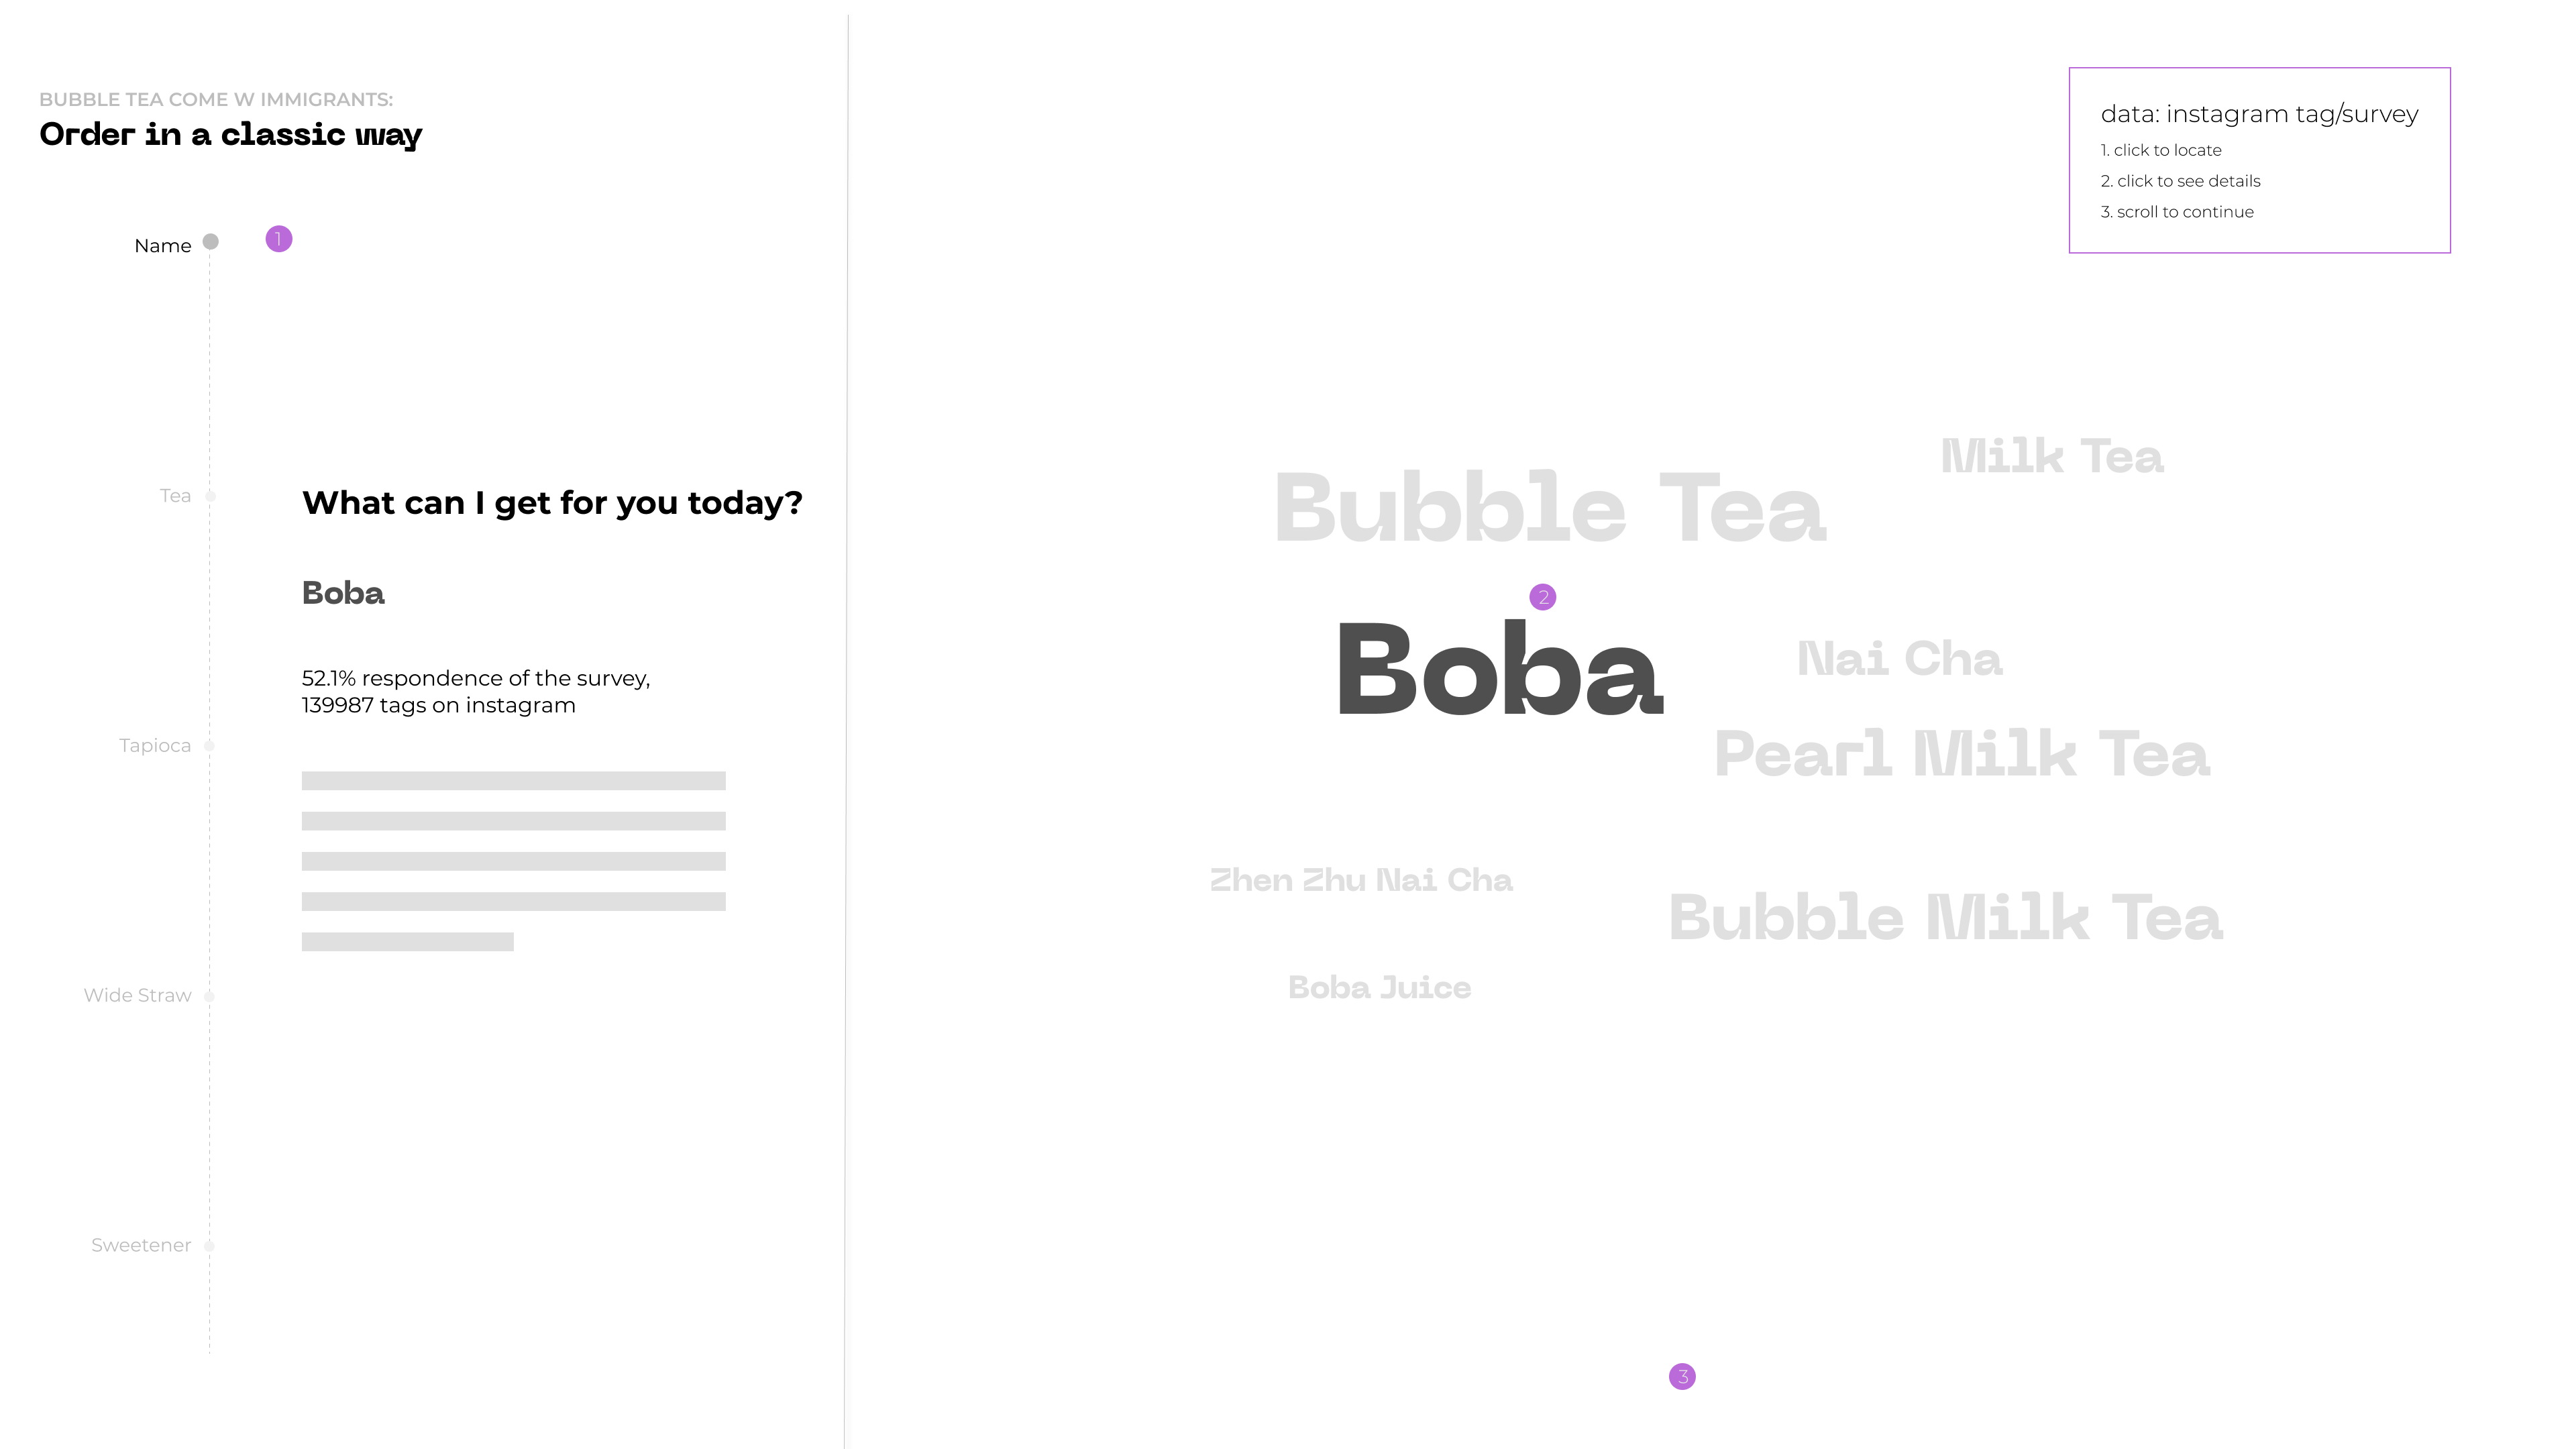 BUBBLE TEA COME W IMMIGRANTS:
Order in a classic way
Name
1
Tea
Tapioca
Wide Straw
Sweetener
What can I get for you today?
Boba
52.1% respondence of the survey,
139987 tags on instagram
data: instagram tag/survey
1. click to locate
2. click to see details
3. scroll to continue
Milk Tea
Bubble Tea
2
Boba
Nai Cha
Pearl Milk Tea
Zhen Zhu Nai Cha
Bubble Milk Tea
Boba Juice
3